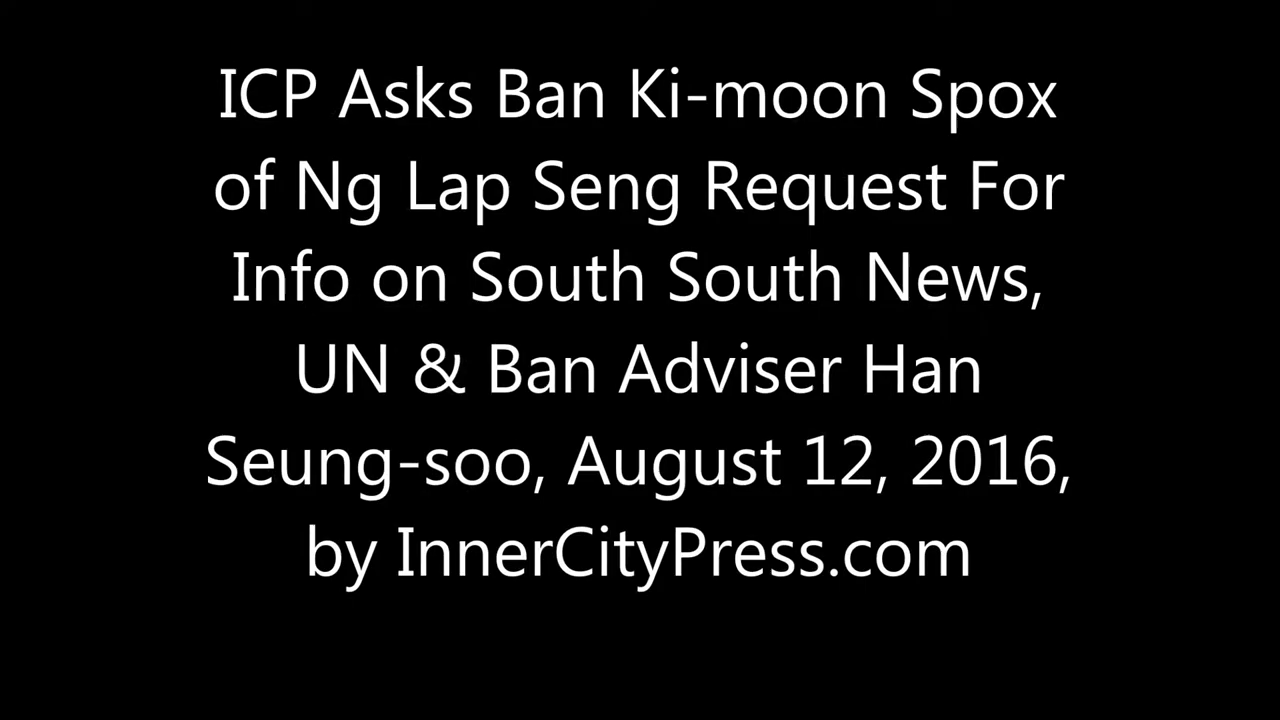 ICP Asks Ban Ki-moon Spox
of Ng Lap Seng Request For
Info on South South News,
UN & Ban Adviser Han
Seung-soo, August 12, 2016,
by InnerCityPress.com